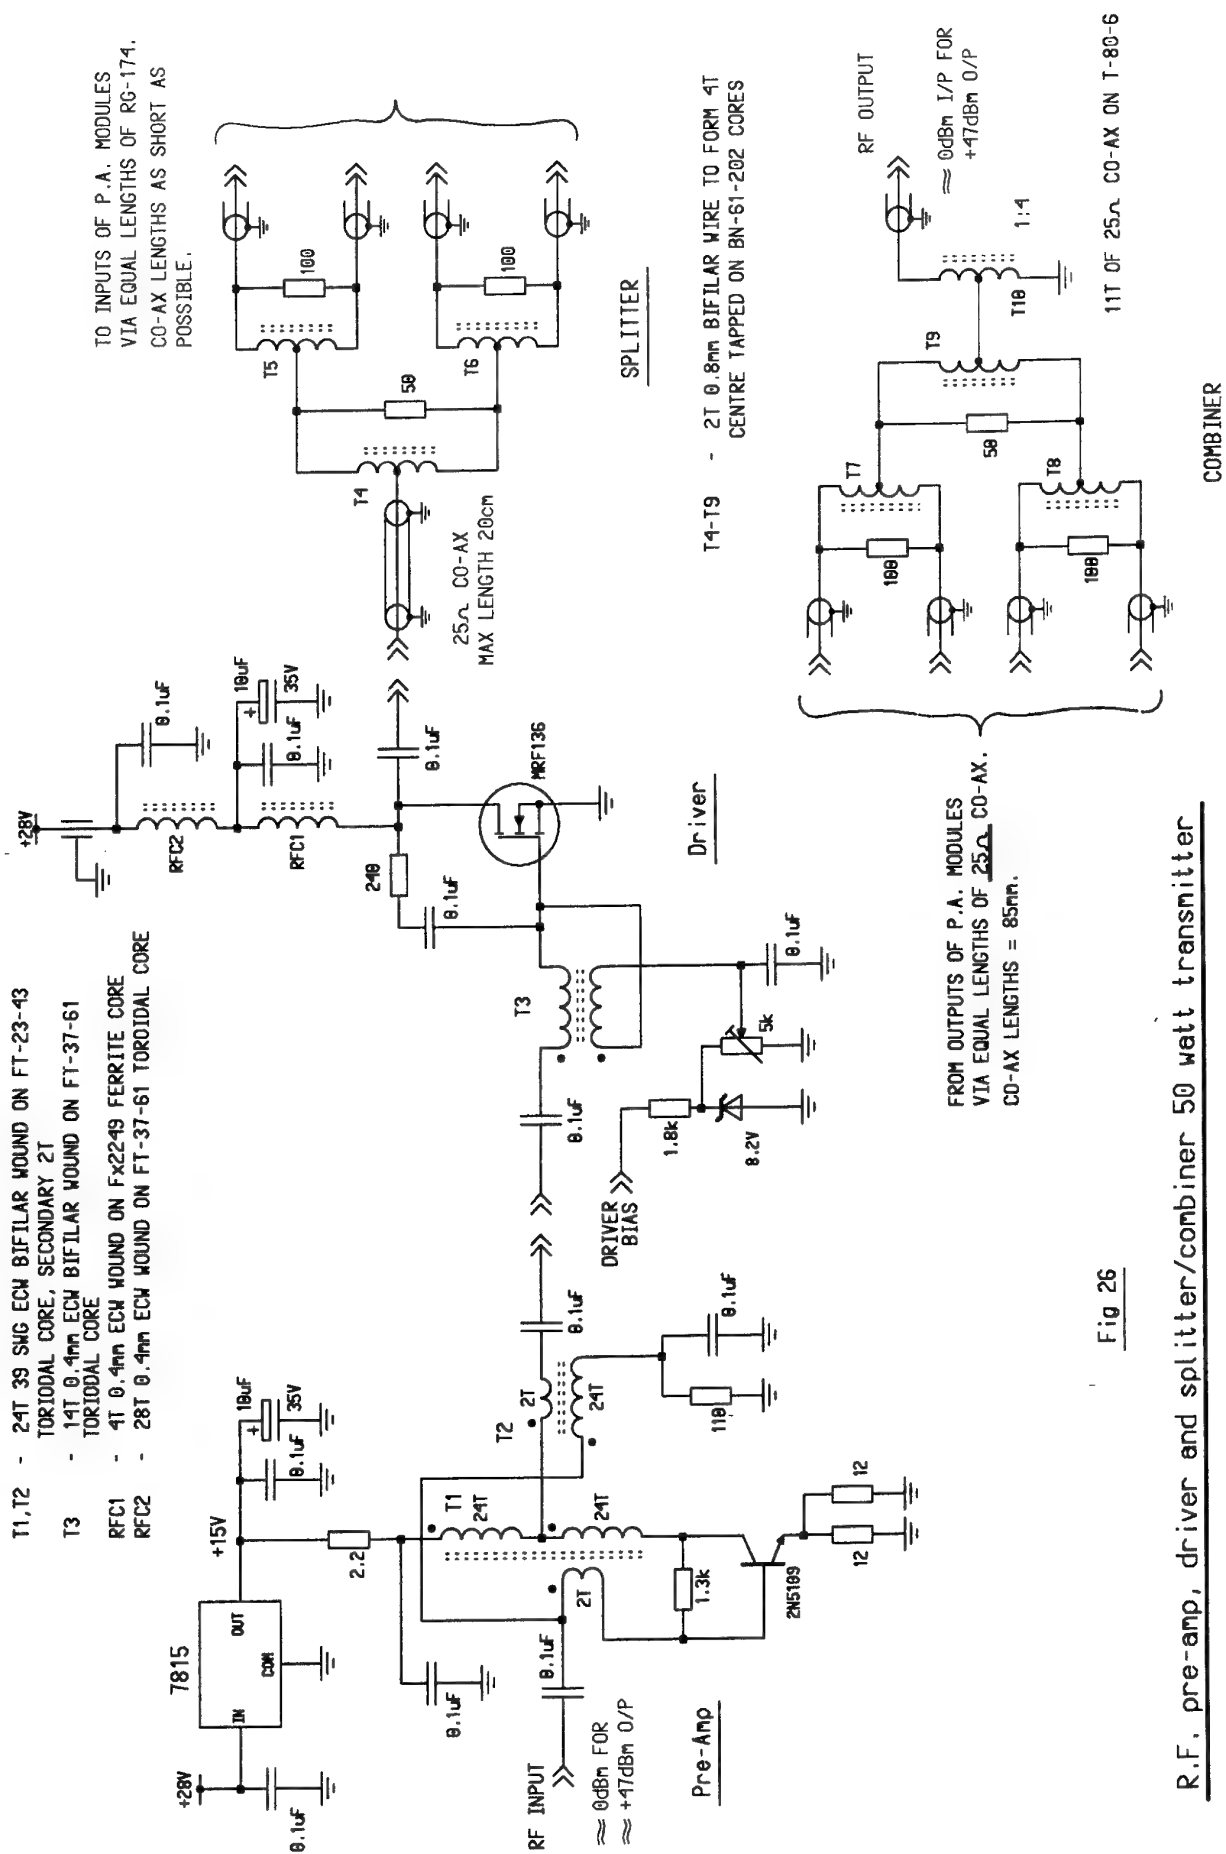 T1,T2 - 24T 39 SWG ECW BIFILAR WOUND ON FT-23-43
TORIODAL CORE, SECONDARY 2T
T3 - 14T 0.4mm ECW BIFILAR WOUND ON FT-37-61
TORIODAL CORE
RFC1 - 4T 0.4mm ECW WOUND ON Fx2249 FERRITE CORE
RFC2 - 28T 0.4mm ECW WOUND ON FT-37-61 TOROIDAL CORE
TO INPUTS OF P.A. MODULES
VIA EQUAL LENGTHS OF RG-174.
CO-AX LENGTHS AS SHORT AS
POSSIBLE.
+28V
0.1uF
7815
IN
OUT
COM
+15V
10uF
+
35V
0.1uF
2.2
0.1uF
T1
24T
24T
2T
RF INPUT
≈ 0dBm FOR
≈ +47dBm O/P
0.1uF
1.3k
2N5109
12
12
T2
2T
24T
0.1uF
110
0.1uF
Pre-Amp
DRIVER
BIAS
1.8k
8.2V
5k
0.1uF
0.1uF
T3
0.1uF
240
MRF136
0.1uF
+28V
RFC2
RFC1
0.1uF
10uF
+
35V
0.1uF
Driver
25Ω CO-AX
MAX LENGTH 20cm
T4
50
T5
100
T6
100
SPLITTER
T4-T9 - 2T 0.8mm BIFILAR WIRE TO FORM 4T
CENTRE TAPPED ON BN-61-202 CORES
FROM OUTPUTS OF P.A. MODULES
VIA EQUAL LENGTHS OF 25Ω CO-AX.
CO-AX LENGTHS = 85mm.
100
100
T7
T8
50
T9
T10
1:4
RF OUTPUT
≈ 0dBm I/P FOR
+47dBm O/P
11T OF 25Ω CO-AX ON T-80-6
COMBINER
Fig 26
R.F. pre-amp, driver and splitter/combiner 50 watt transmitter